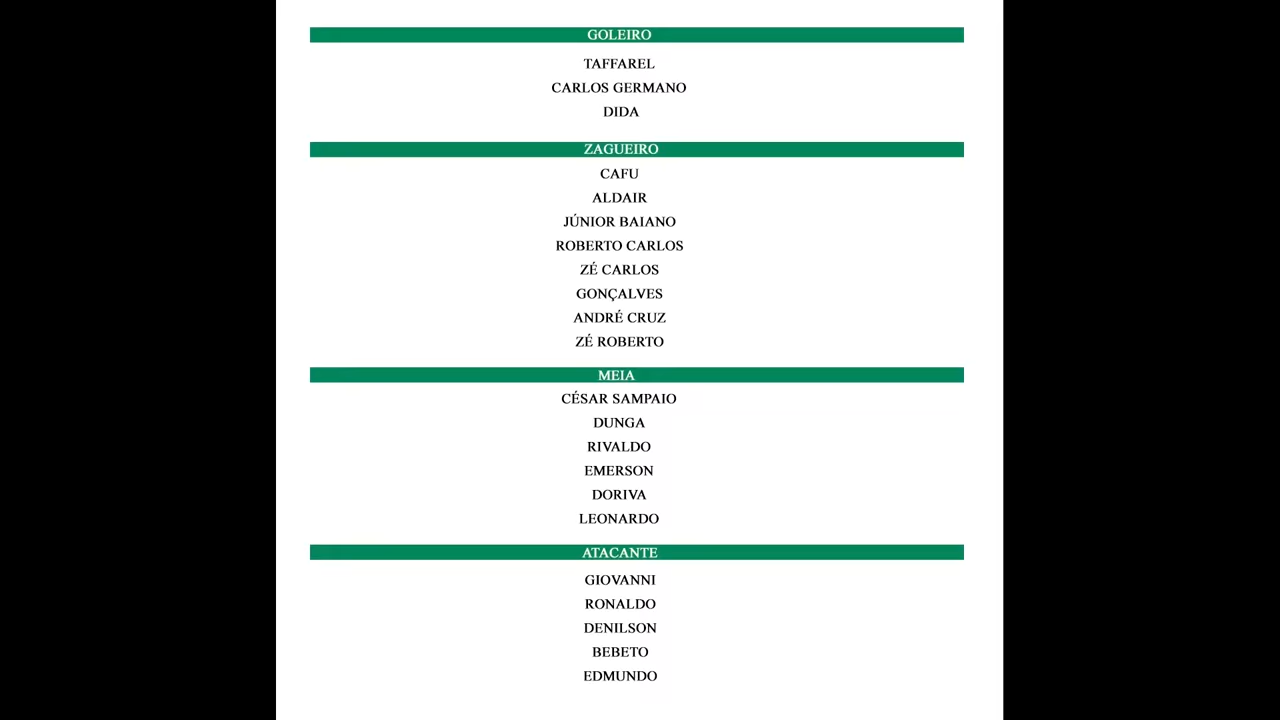 GOLEIRO
TAFFAREL
CARLOS GERMANO
DIDA
ZAGUEIRO
CAFU
ALDAIR
JÚNIOR BAIANO
ROBERTO CARLOS
ZÉ CARLOS
GONÇALVES
ANDRÉ CRUZ
ZÉ ROBERTO
MEIA
CÉSAR SAMPAIO
DUNGA
RIVALDO
EMERSON
DORIVA
LEONARDO
ATACANTE
GIOVANNI
RONALDO
DENILSON
BEBETO
EDMUNDO